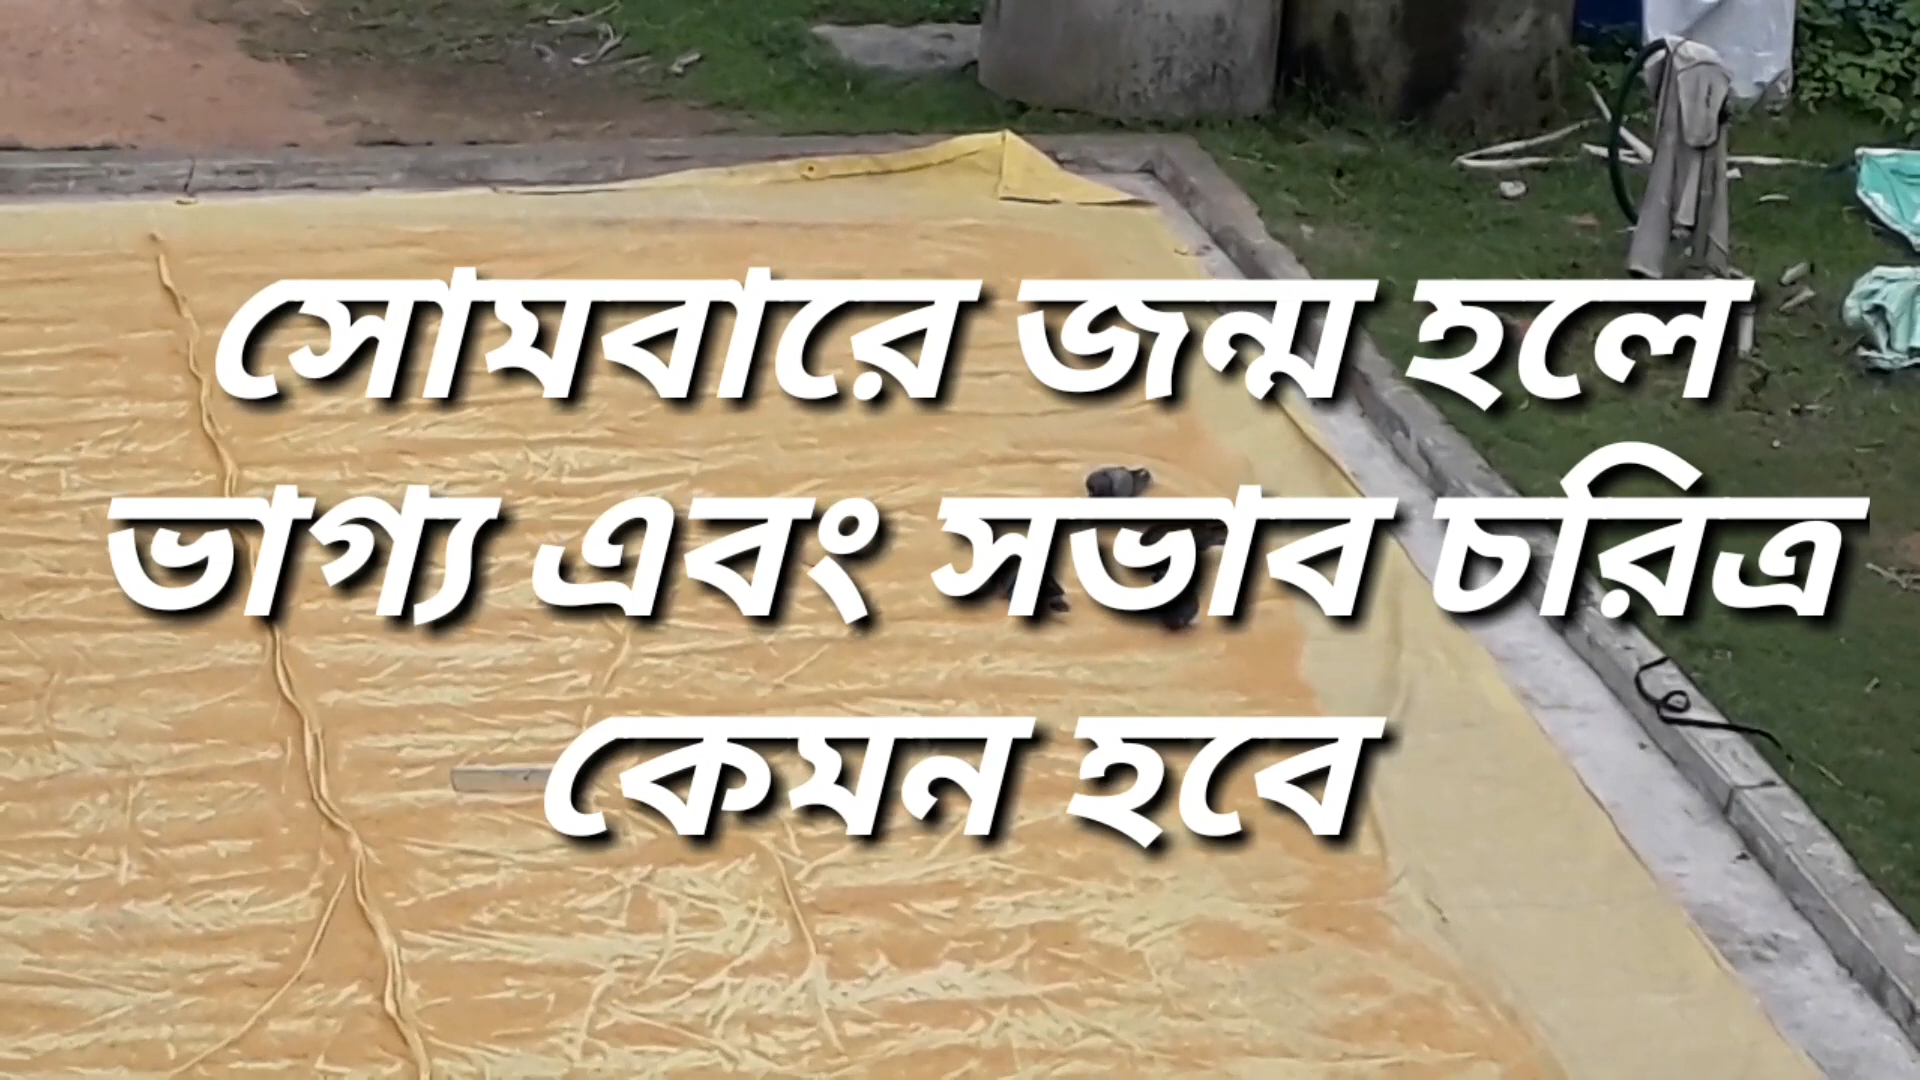 সোমবারে জন্ম হলে
ভাগ্য এবং সভাব চরিত্র
কেমন হবে